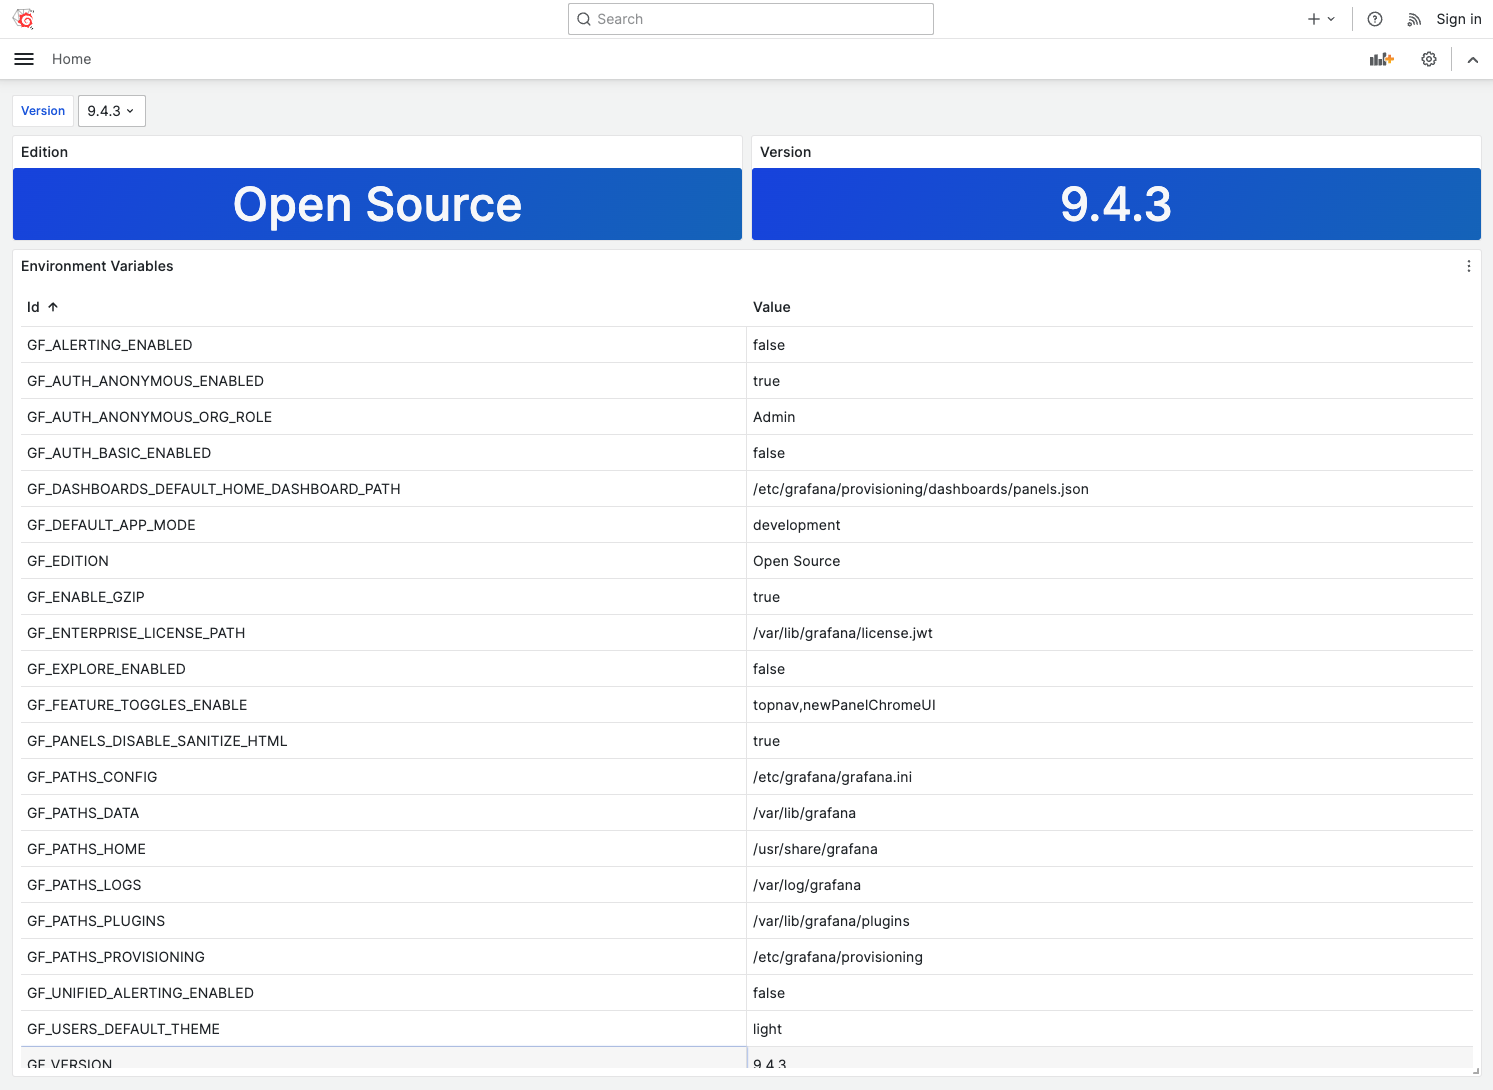 Search
Sign in
Home
Version 9.4.3
Edition
Open Source
Version
9.4.3
Environment Variables
Id Value
GF_ALERTING_ENABLED false
GF_AUTH_ANONYMOUS_ENABLED true
GF_AUTH_ANONYMOUS_ORG_ROLE Admin
GF_AUTH_BASIC_ENABLED false
GF_DASHBOARDS_DEFAULT_HOME_DASHBOARD_PATH /etc/grafana/provisioning/dashboards/panels.json
GF_DEFAULT_APP_MODE development
GF_EDITION Open Source
GF_ENABLE_GZIP true
GF_ENTERPRISE_LICENSE_PATH /var/lib/grafana/license.jwt
GF_EXPLORE_ENABLED false
GF_FEATURE_TOGGLES_ENABLE topnav,newPanelChromeUI
GF_PANELS_DISABLE_SANITIZE_HTML true
GF_PATHS_CONFIG /etc/grafana/grafana.ini
GF_PATHS_DATA /var/lib/grafana
GF_PATHS_HOME /usr/share/grafana
GF_PATHS_LOGS /var/log/grafana
GF_PATHS_PLUGINS /var/lib/grafana/plugins
GF_PATHS_PROVISIONING /etc/grafana/provisioning
GF_UNIFIED_ALERTING_ENABLED false
GF_USERS_DEFAULT_THEME light
GF_VERSION 9.4.3